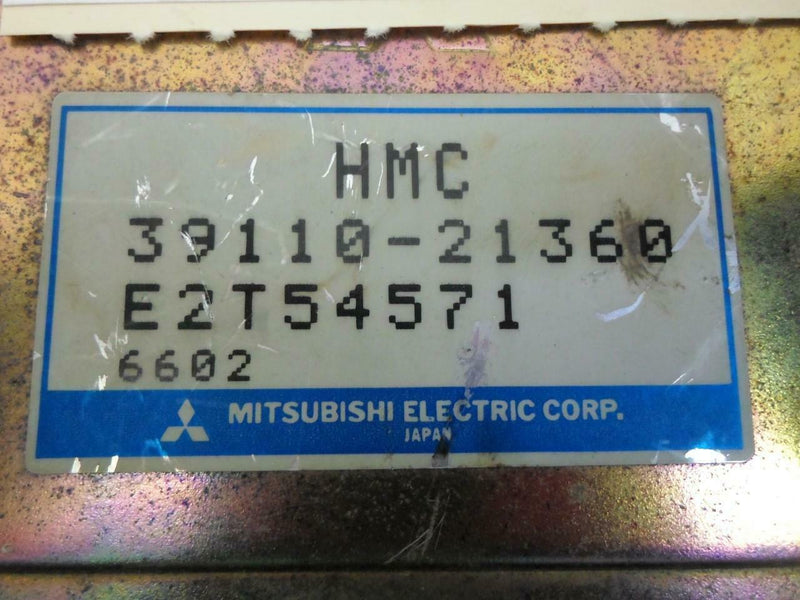 HMC
39110-21360
E2T54571
6602
MITSUBISHI ELECTRIC CORP.
JAPAN